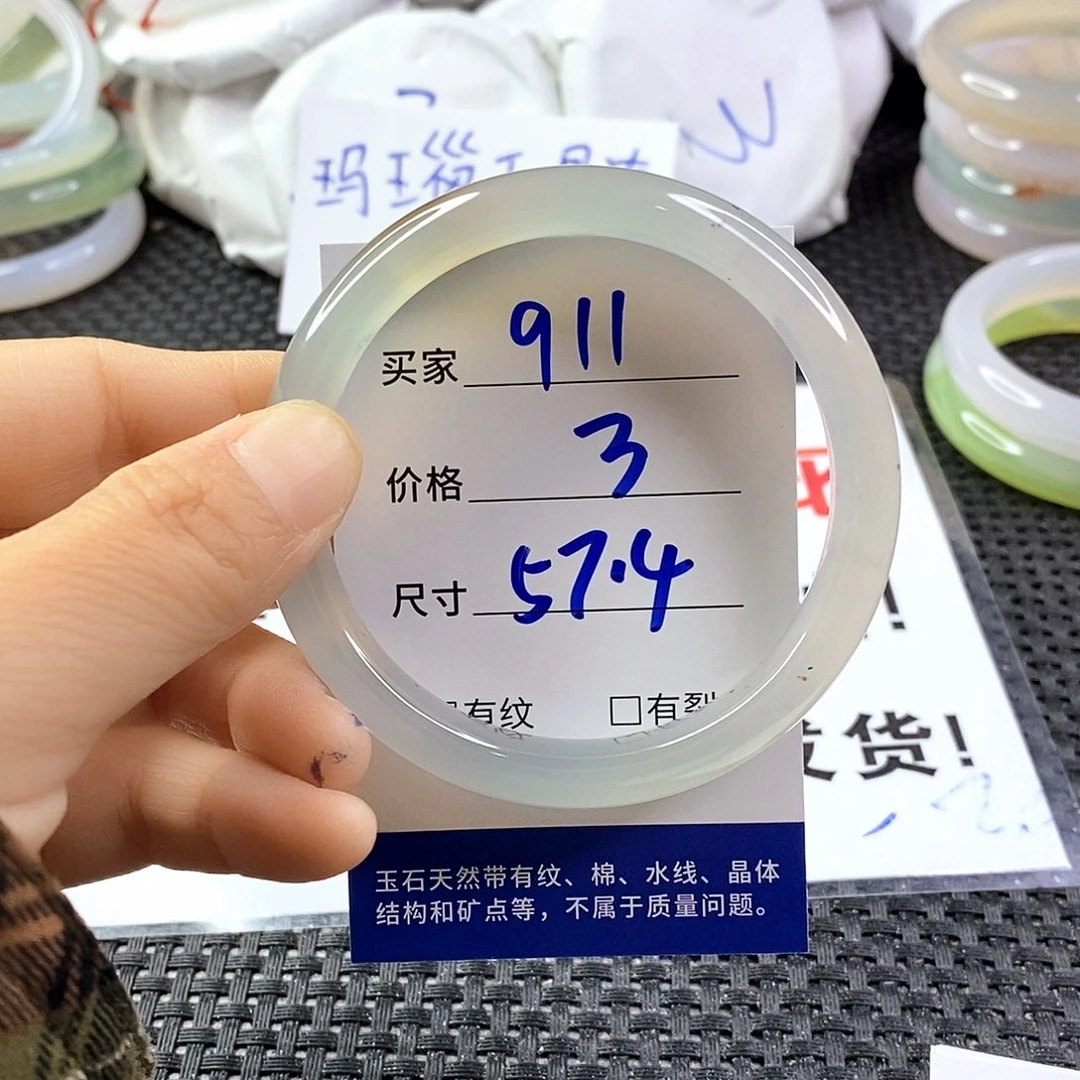 玛瑙
买家 911
价格 3
尺寸 57.4
有纹 □有裂
发货!
玉石天然带有纹、棉、水线、晶体
结构和矿点等，不属于质量问题。